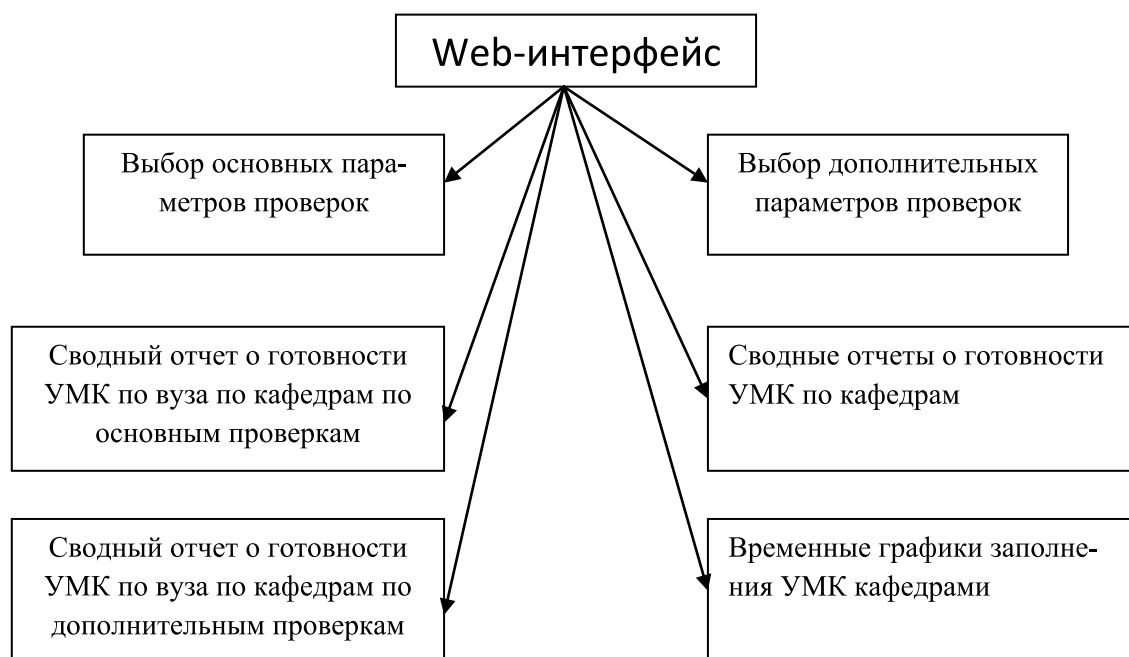 Web-интерфейс
Выбор основных пара-
метров проверок
Выбор дополнительных
параметров проверок
Сводный отчет о готовности
УМК по вуза по кафедрам по
основным проверкам
Сводные отчеты о готовности
УМК по кафедрам
Сводный отчет о готовности
УМК по вуза по кафедрам по
дополнительным проверкам
Временные графики заполне-
ния УМК кафедрами